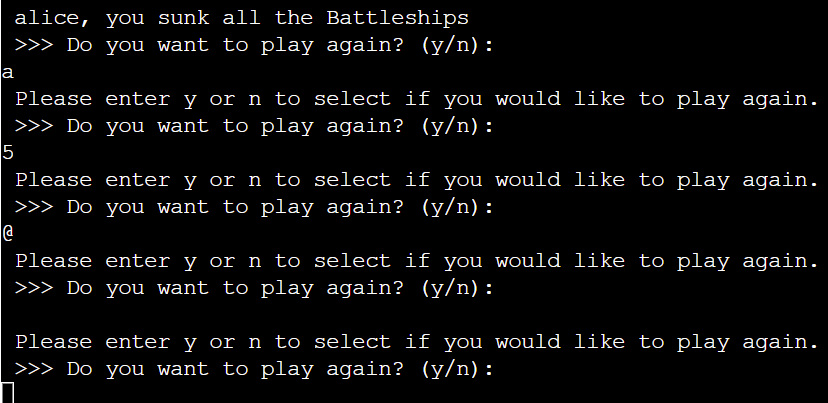 alice, you sunk all the Battleships
>>> Do you want to play again? (y/n):
a
Please enter y or n to select if you would like to play again.
>>> Do you want to play again? (y/n):
5
Please enter y or n to select if you would like to play again.
>>> Do you want to play again? (y/n):
@
Please enter y or n to select if you would like to play again.
>>> Do you want to play again? (y/n):
Please enter y or n to select if you would like to play again.
>>> Do you want to play again? (y/n):